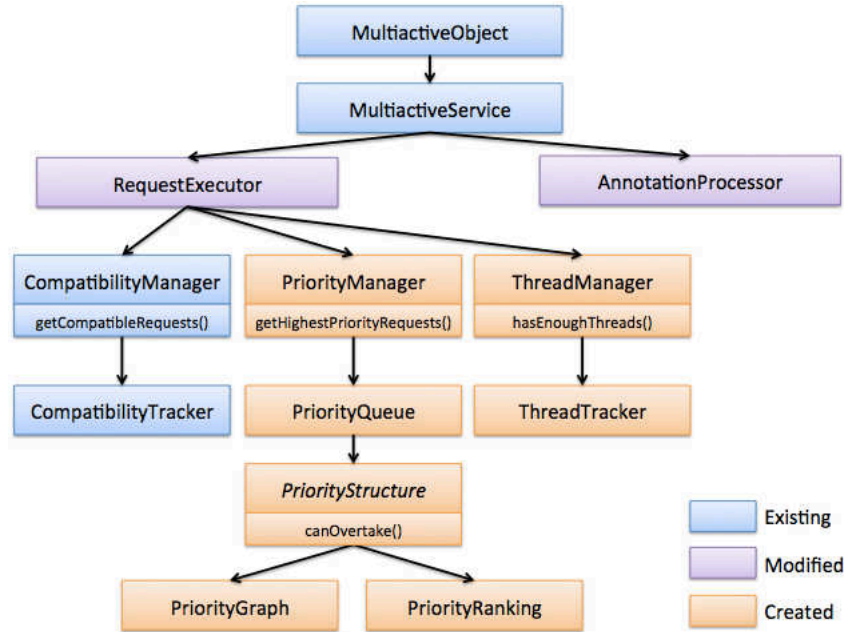 MultiactiveObject
MultiactiveService
RequestExecutor
AnnotationProcessor
CompatibilityManager
getCompatibleRequests()
PriorityManager
getHighestPriorityRequests()
ThreadManager
hasEnoughThreads()
CompatibilityTracker
PriorityQueue
ThreadTracker
PriorityStructure
canOvertake()
PriorityGraph
PriorityRanking
Existing
Modified
Created